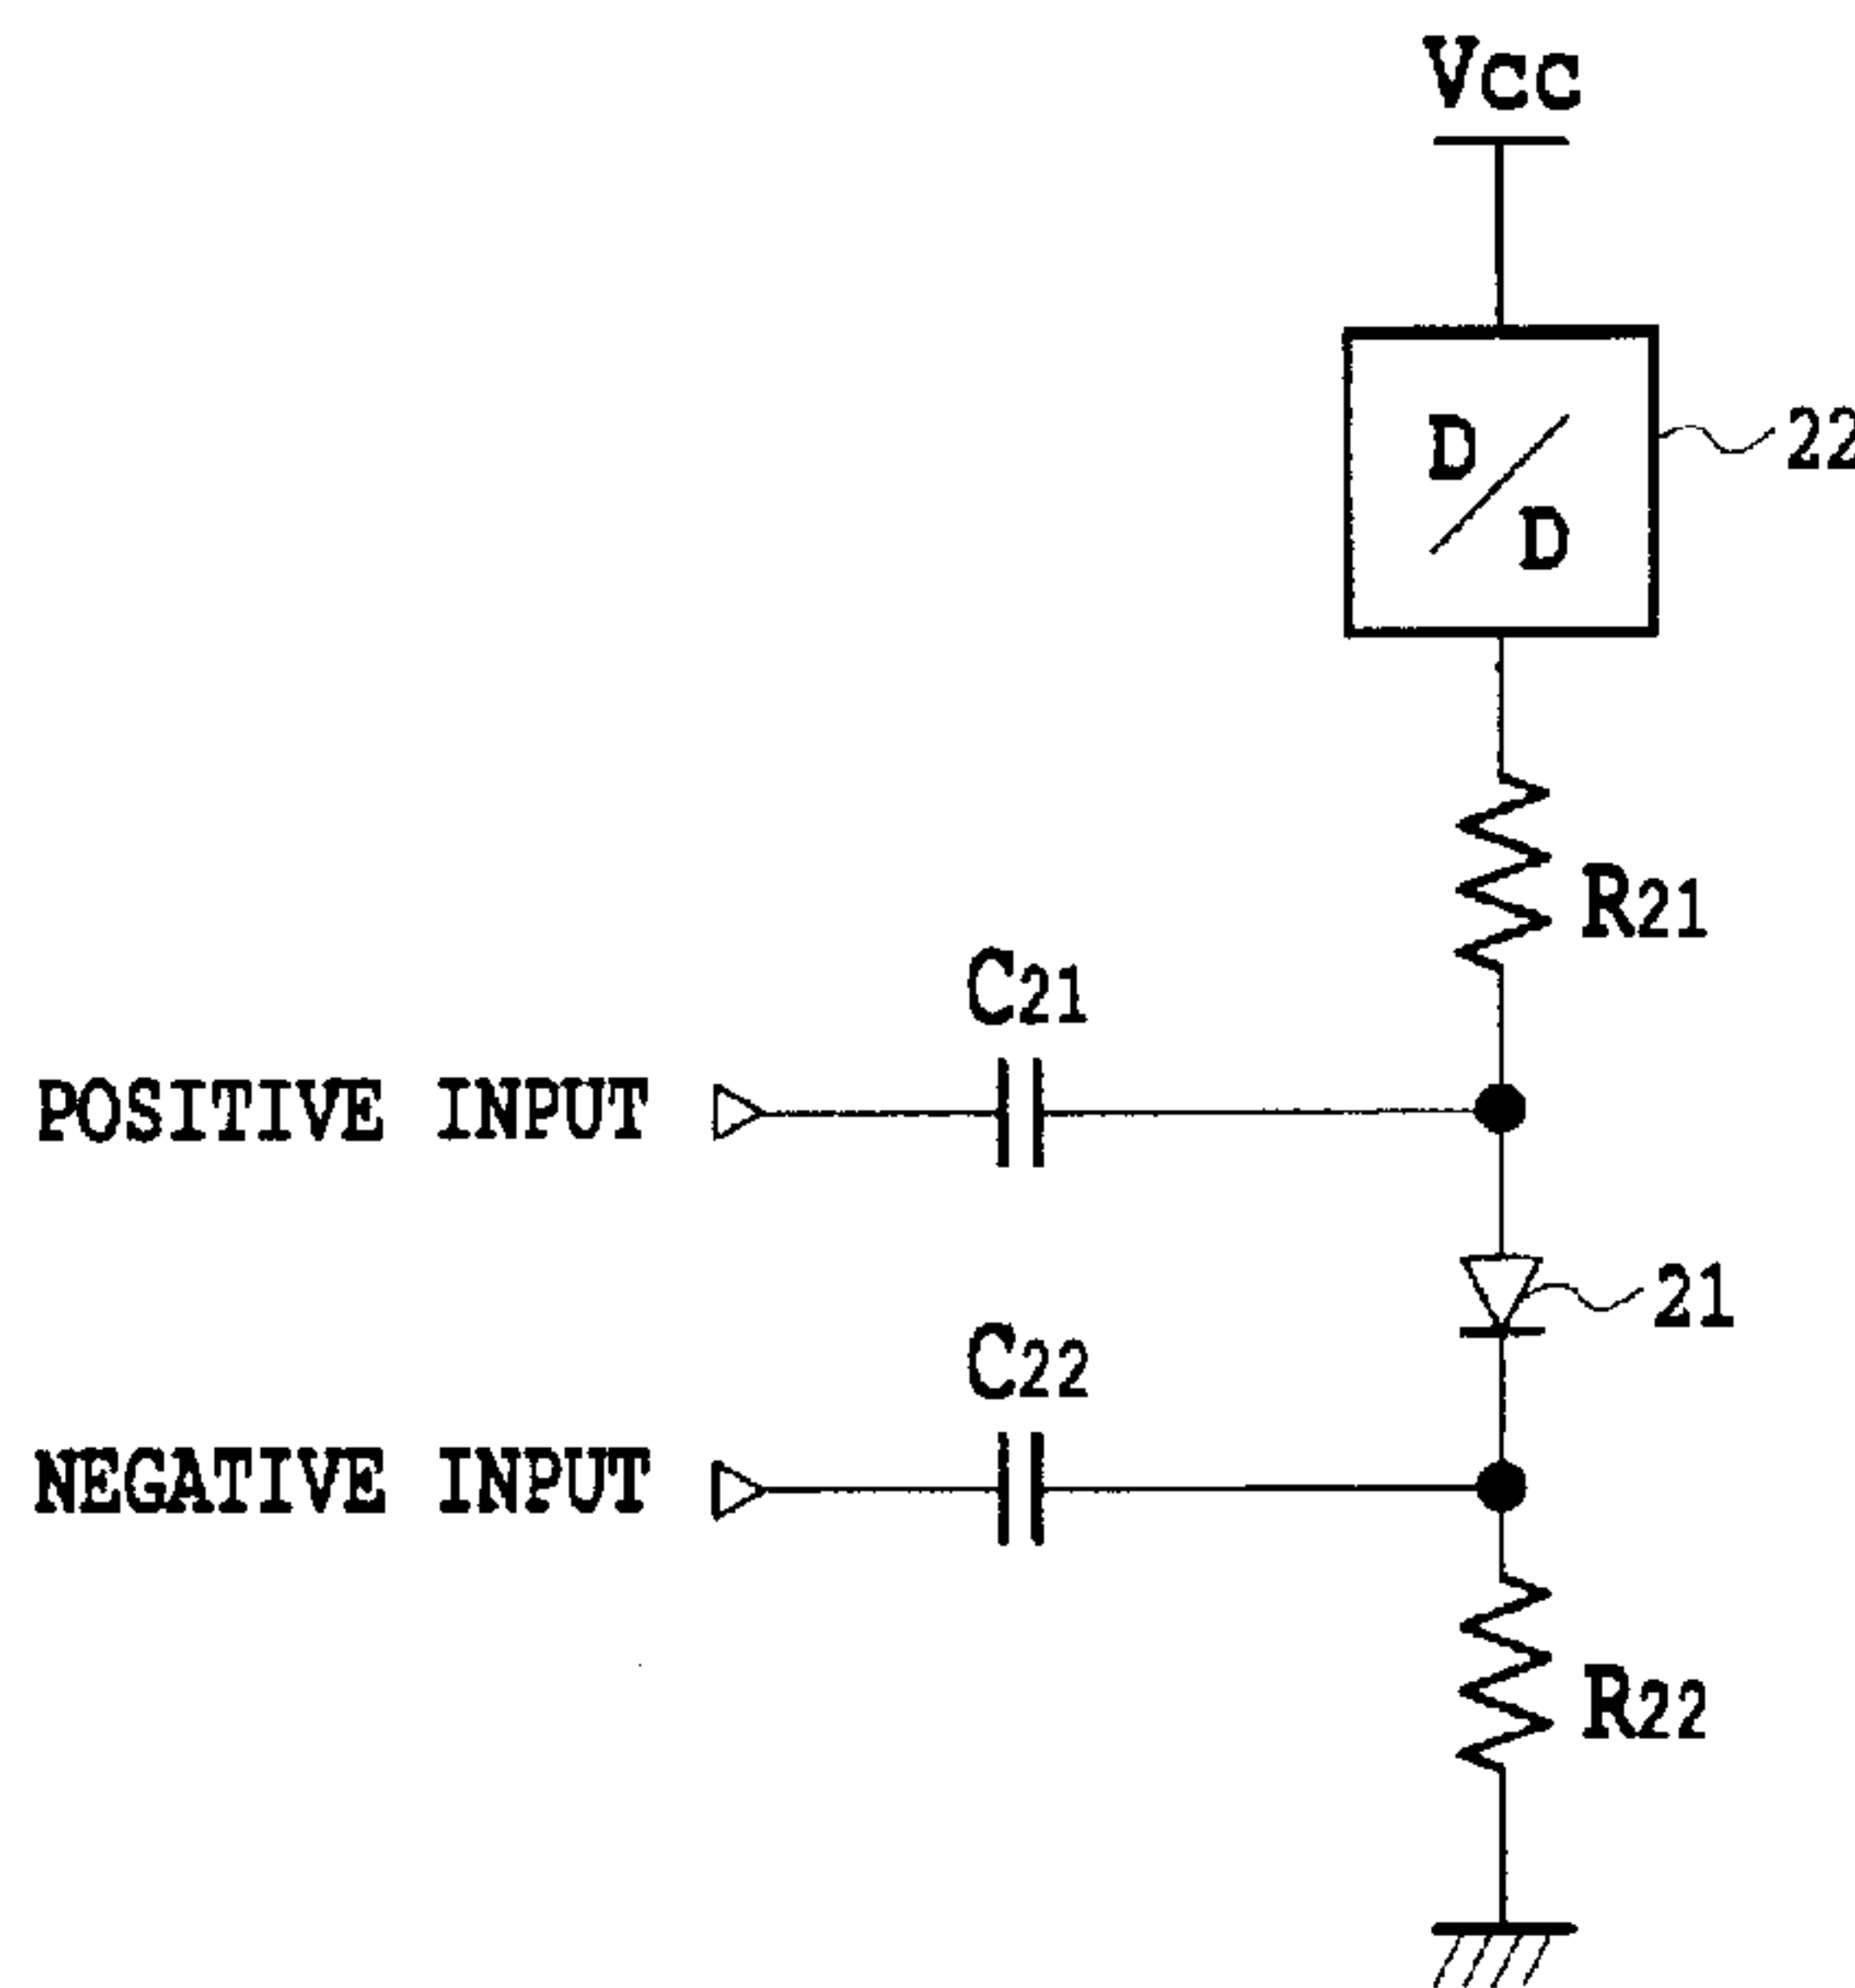 Vcc
D/D
22
R21
C21
POSITIVE INPUT
21
C22
NEGATIVE INPUT
R22